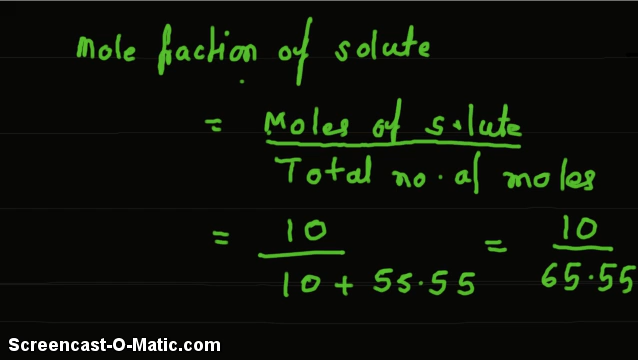 Mole fraction of solute
= Moles of solute
Total no. of moles
= 10 = 10
10 + 55.55 65.55
Screencast-O-Matic.com